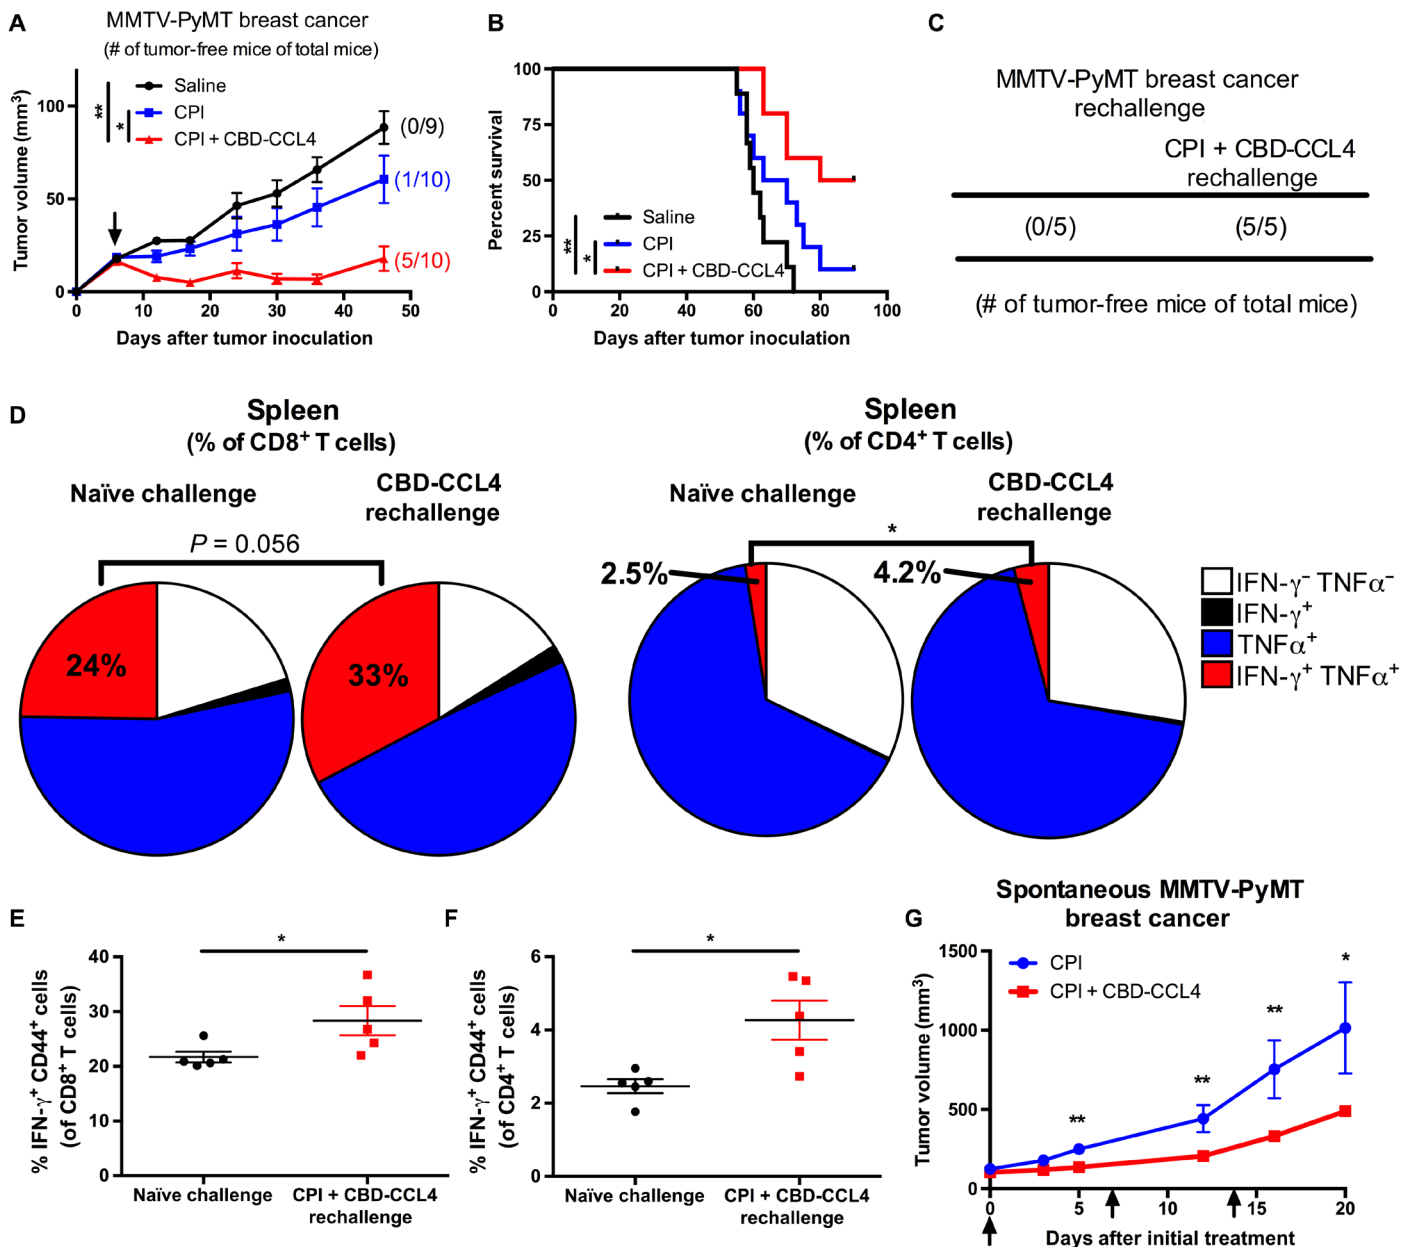 A
MMTV-PyMT breast cancer
(# of tumor-free mice of total mice)
Tumor volume (mm³)
100
50
0
**
*
Saline
CPI
CPI + CBD-CCL4
(0/9)
(1/10)
(5/10)
0 10 20 30 40 50
Days after tumor inoculation
B
Percent survival
100
75
50
25
0
**
*
Saline
CPI
CPI + CBD-CCL4
0 20 40 60 80 100
Days after tumor inoculation
C
MMTV-PyMT breast cancer
rechallenge
CPI + CBD-CCL4
rechallenge
(0/5) (5/5)
(# of tumor-free mice of total mice)
D
Spleen
(% of CD8⁺ T cells)
Naïve challenge
CBD-CCL4
rechallenge
P = 0.056
24%
33%
Spleen
(% of CD4⁺ T cells)
Naïve challenge
CBD-CCL4
rechallenge
*
2.5%
4.2%
IFN-γ⁻ TNFα⁻
IFN-γ⁺
TNFα⁺
IFN-γ⁺ TNFα⁺
E
% IFN-γ⁺ CD44⁺ cells
(of CD8⁺ T cells)
40
30
20
10
0
*
Naïve challenge
CPI + CBD-CCL4
rechallenge
F
% IFN-γ⁺ CD44⁺ cells
(of CD4⁺ T cells)
6
4
2
0
*
Naïve challenge
CPI + CBD-CCL4
rechallenge
G
Spontaneous MMTV-PyMT
breast cancer
Tumor volume (mm³)
1500
1000
500
0
CPI
CPI + CBD-CCL4
**
**
**
*
0 5 10 15 20
Days after initial treatment